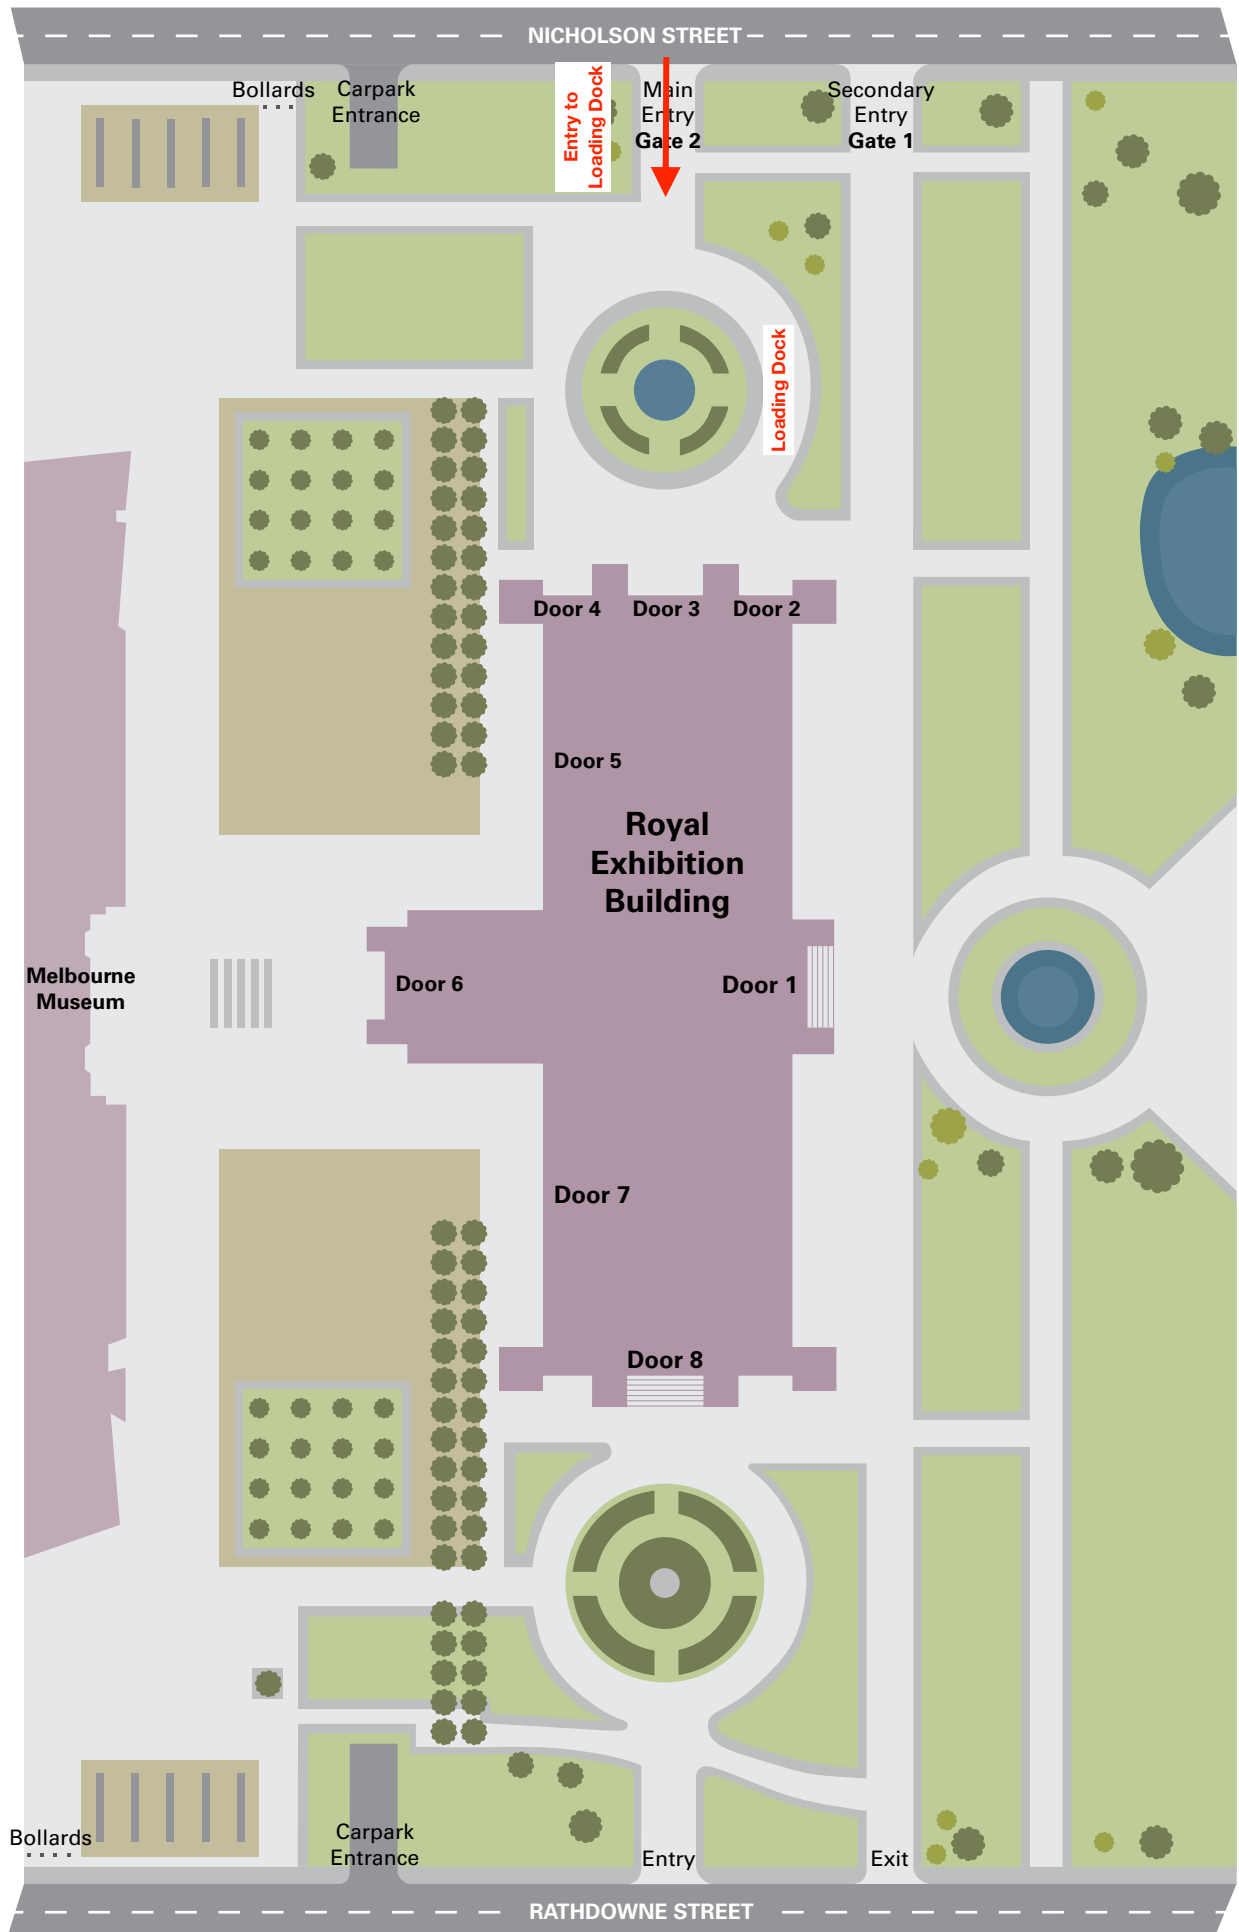 NICHOLSON STREET
Bollards
Carpark
Entrance
Entry to
Loading Dock
Main
Entry
Gate 2
Secondary
Entry
Gate 1
Loading Dock
Door 4
Door 3
Door 2
Door 5
Royal
Exhibition
Building
Melbourne
Museum
Door 6
Door 1
Door 7
Door 8
Bollards
Carpark
Entrance
Entry
Exit
RATHDOWNE STREET